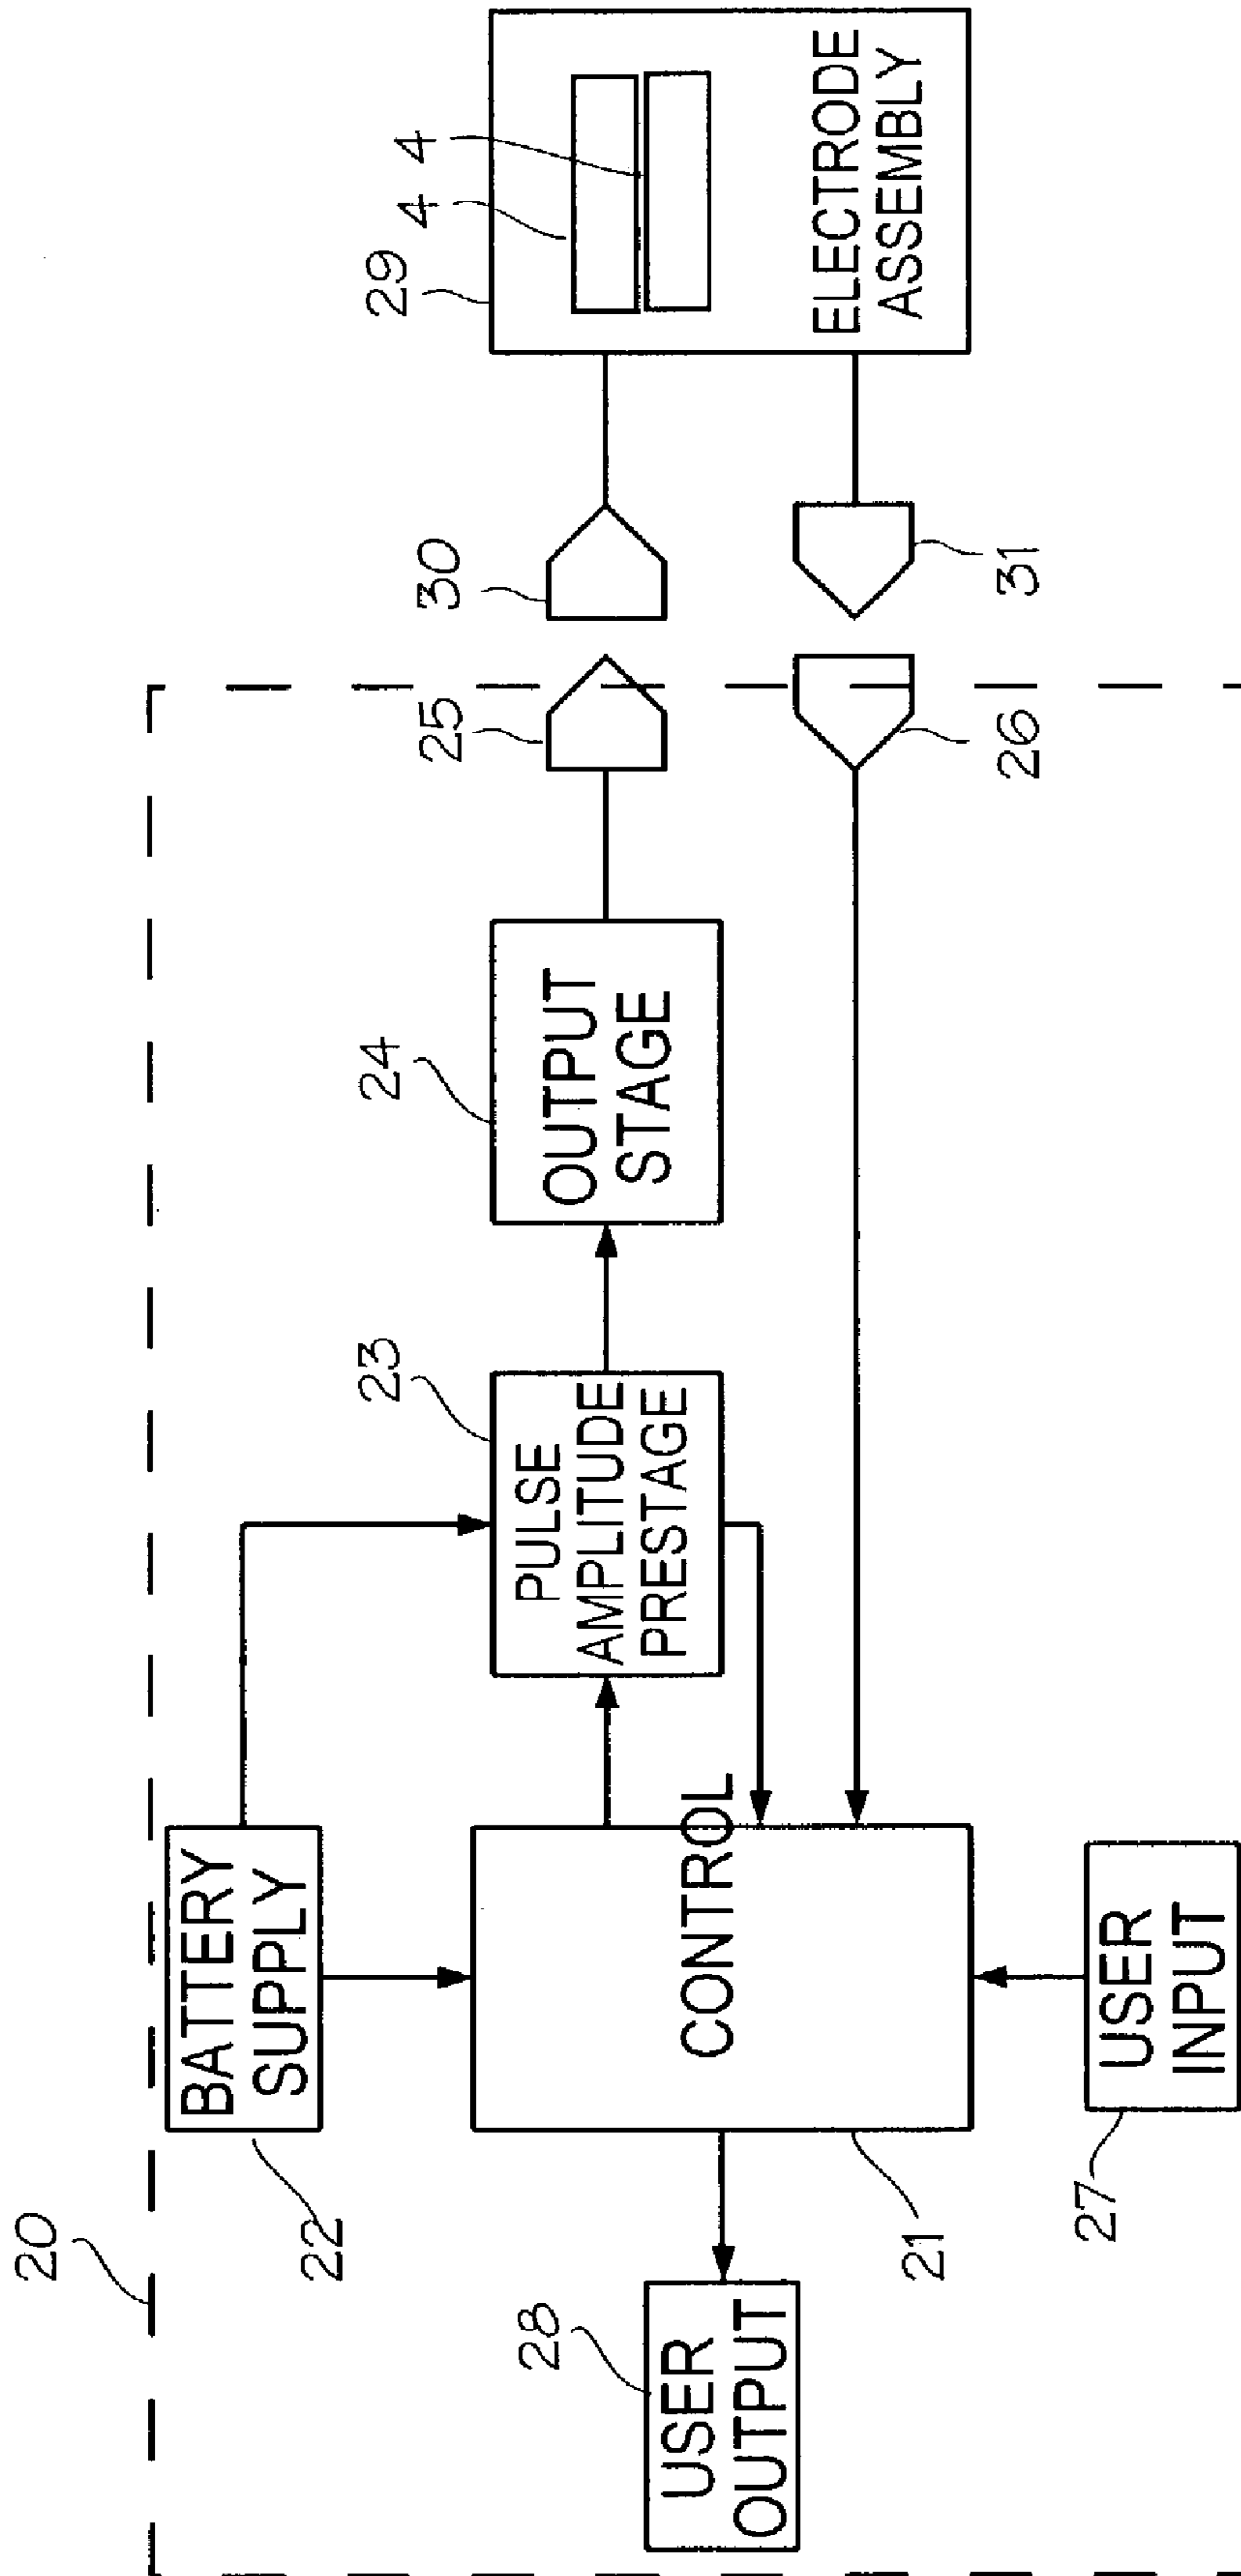 20
BATTERY
SUPPLY
22
23
24
25
30
29
4
4
PULSE
AMPLITUDE
PRESTAGE
OUTPUT
STAGE
ELECTRODE
ASSEMBLY
28
USER
OUTPUT
CONTROL
21
26
31
27
USER
INPUT